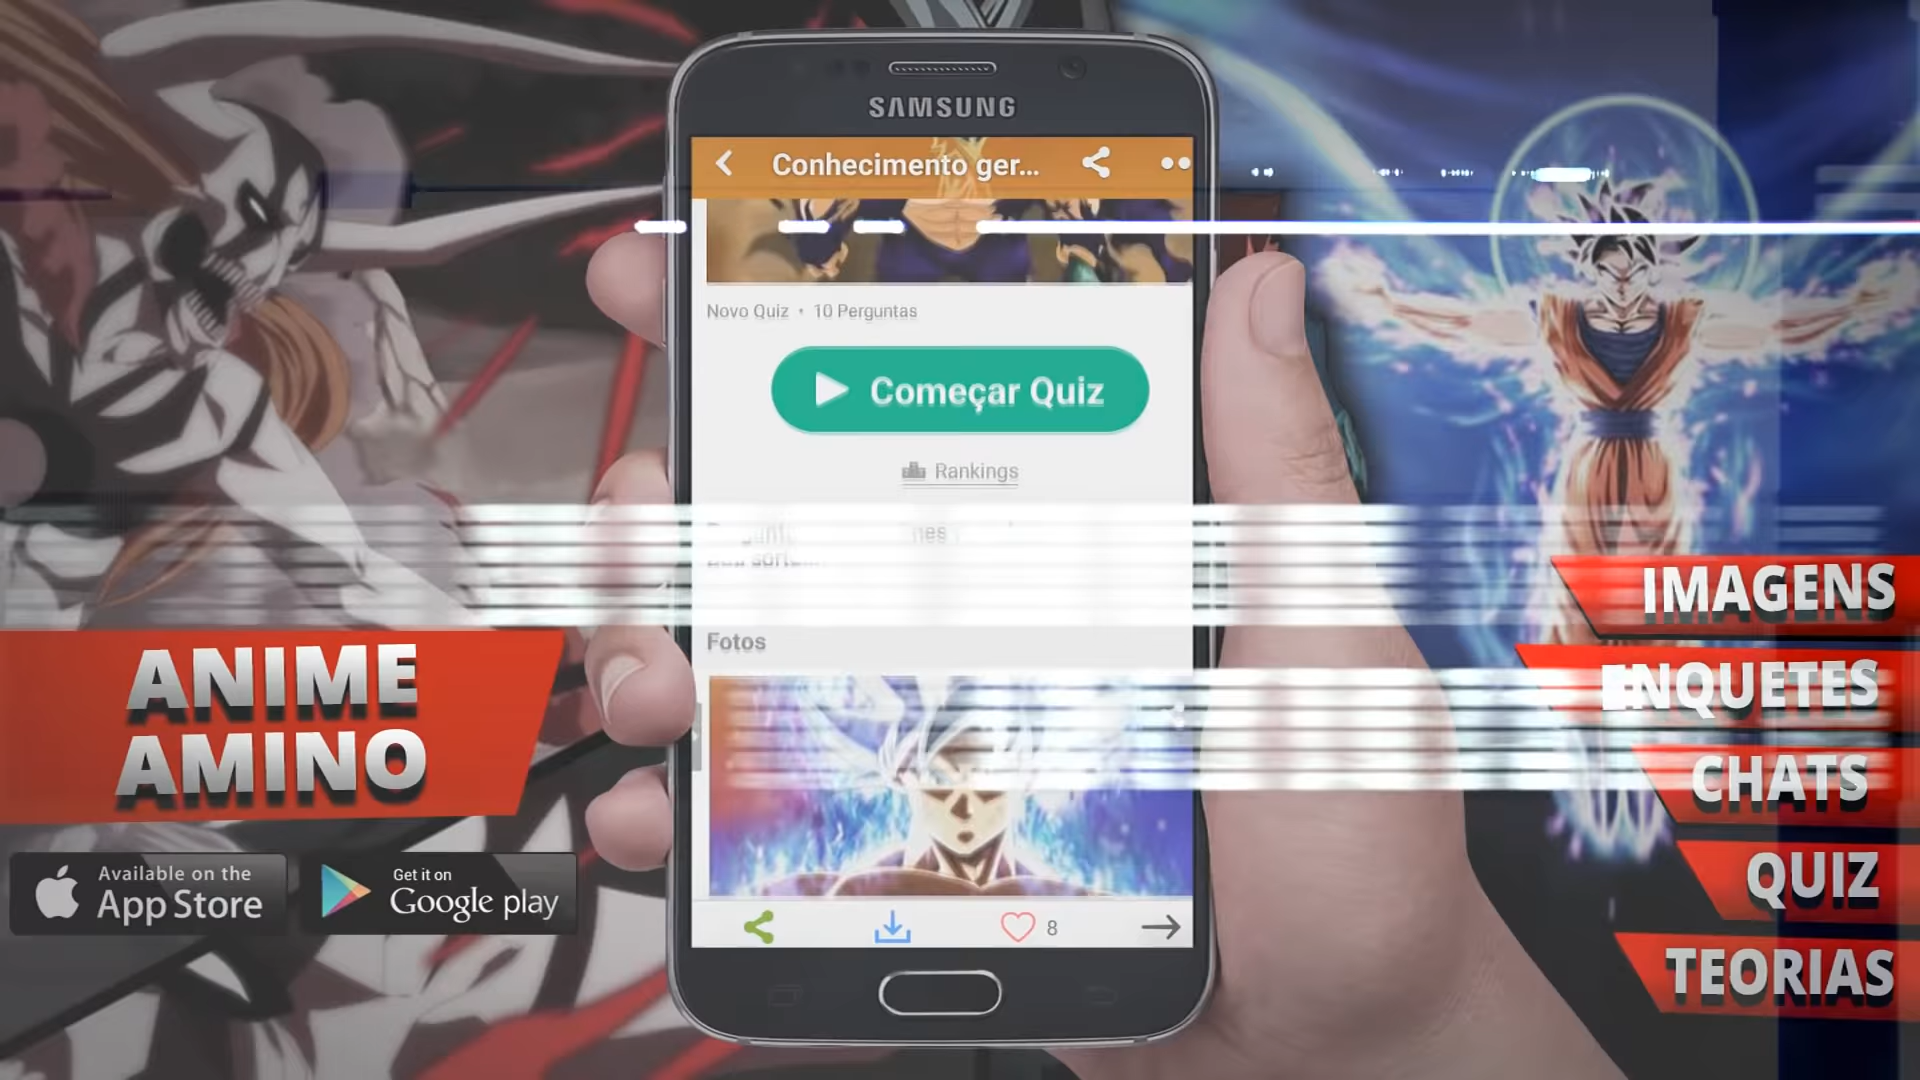 SAMSUNG
Conhecimento ger...
Novo Quiz • 10 Perguntas
Começar Quiz
Rankings
Fotos
8
ANIME
AMINO
Available on the
App Store
Get it on
Google play
IMAGENS
ENQUETES
CHATS
QUIZ
TEORIAS